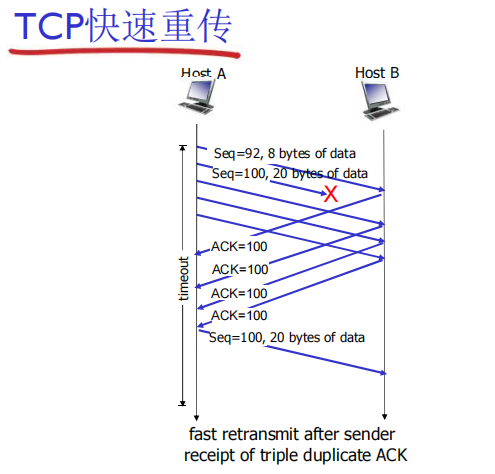 TCP快速重传
Host A
Host B
Seq=92, 8 bytes of data
Seq=100, 20 bytes of data
X
ACK=100
ACK=100
timeout
ACK=100
ACK=100
Seq=100, 20 bytes of data
fast retransmit after sender
receipt of triple duplicate ACK